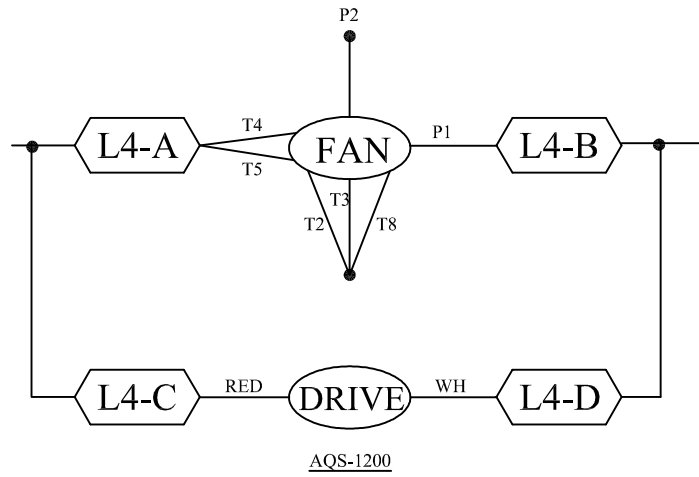 P2
L4-A
T4
T5
FAN
P1
L4-B
T3
T2
T8
L4-C
RED
DRIVE
WH
L4-D
AQS-1200